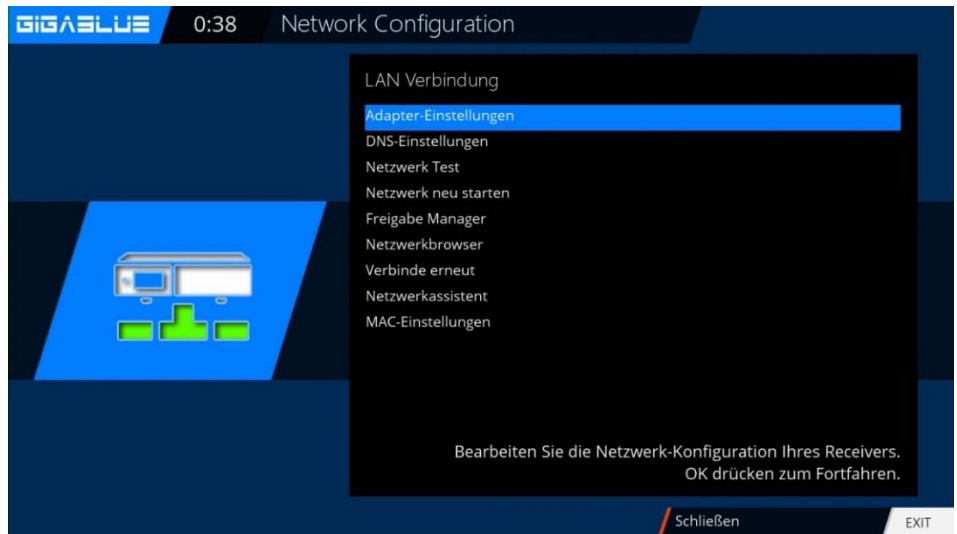 GIGABLUE
0:38
Network Configuration
LAN Verbindung
Adapter-Einstellungen
DNS-Einstellungen
Netzwerk Test
Netzwerk neu starten
Freigabe Manager
Netzwerkbrowser
Verbinde erneut
Netzwerkassistent
MAC-Einstellungen
Bearbeiten Sie die Netzwerk-Konfiguration Ihres Receivers.
OK drücken zum Fortfahren.
Schließen
EXIT